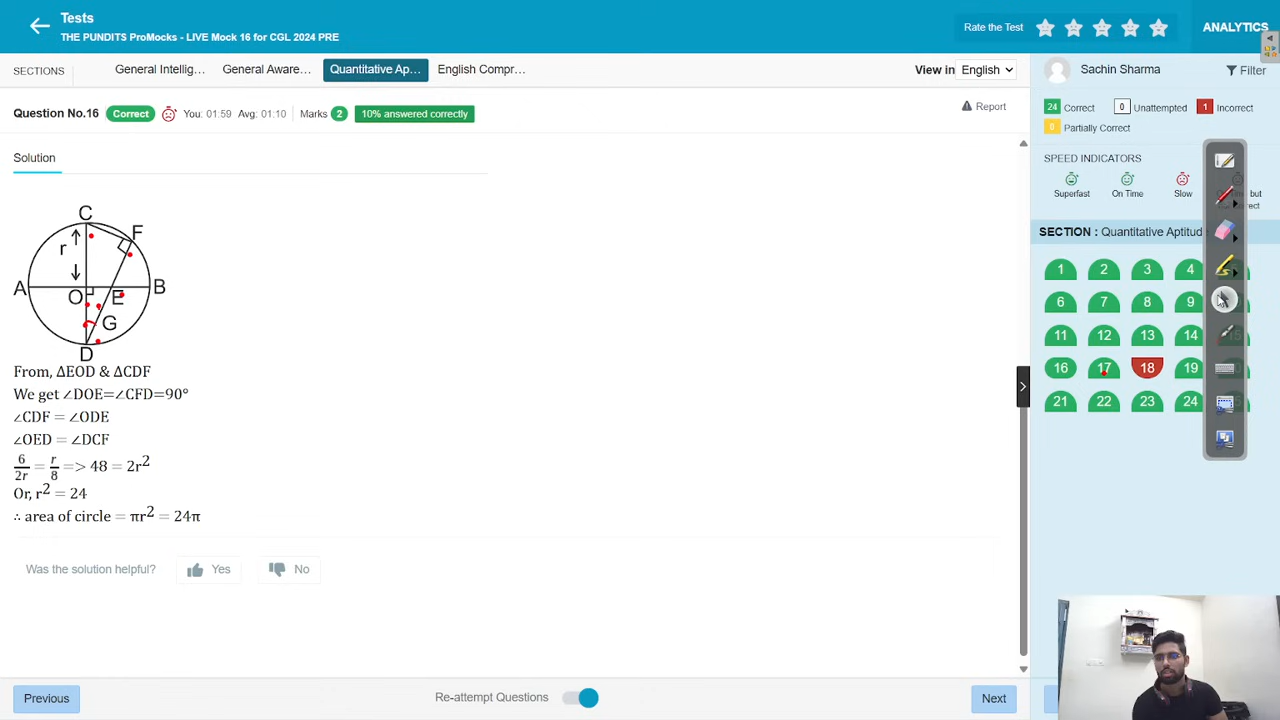 Tests
THE PUNDITS ProMocks - LIVE Mock 16 for CGL 2024 PRE
Rate the Test
ANALYTICS
SECTIONS
General Intellig...
General Aware...
Quantitative Ap...
English Compr...
View in English
Sachin Sharma
Filter
Question No.16 Correct You: 01:59 Avg: 01:10 Marks 2 10% answered correctly
Report
24 Correct 0 Unattempted 1 Incorrect
0 Partially Correct
Solution
SPEED INDICATORS
Superfast On Time Slow
SECTION : Quantitative Aptitud
C
F
r
A O E B
G
D
1 2 3 4
6 7 8 9
11 12 13 14
16 17 18 19
21 22 23 24
From, ΔEOD & ΔCDF
We get ∠DOE=∠CFD=90°
∠CDF = ∠ODE
∠OED = ∠DCF
6/2r = r/8 => 48 = 2r²
Or, r² = 24
∴ area of circle = πr² = 24π
Was the solution helpful? Yes No
Previous
Re-attempt Questions
Next